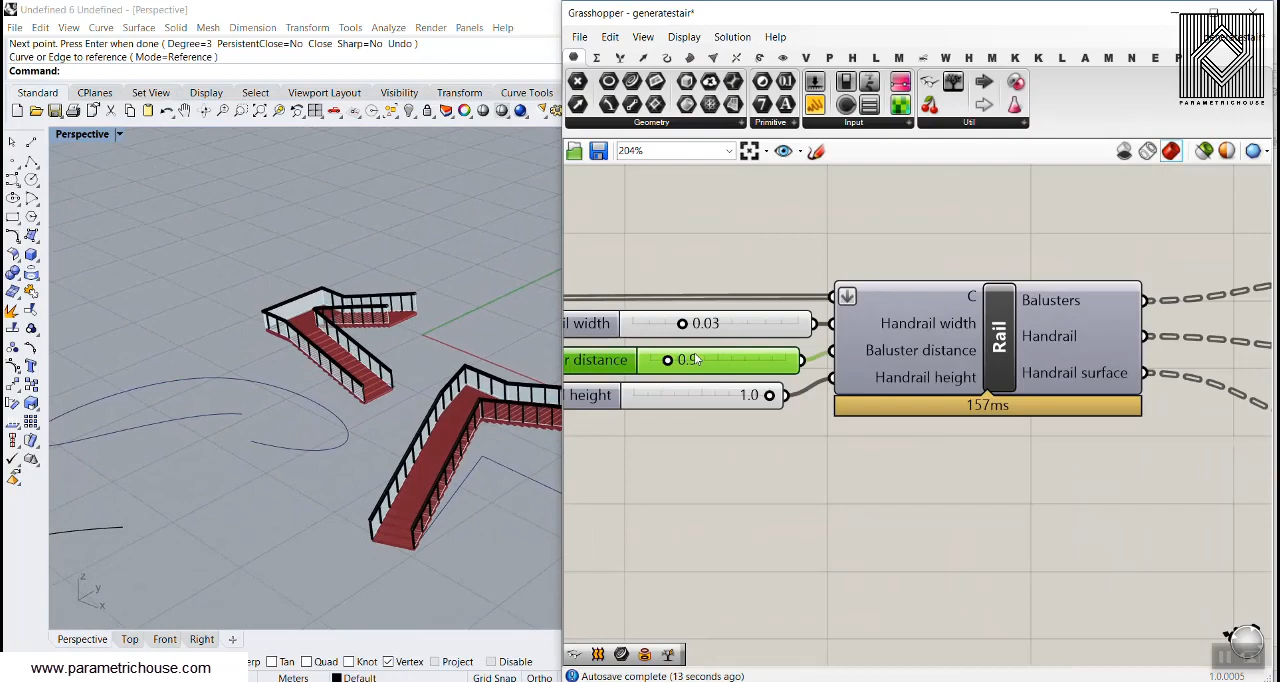 Undefined 6 Undefined - [Perspective]
File Edit View Curve Surface Solid Mesh Dimension Transform Tools Analyze Render Panels Help
Next point. Press Enter when done ( Degree=3 PersistentClose=No Close Sharp=No Undo )
Curve or Edge to reference ( Mode=Reference )
Command:
Standard CPlanes Set View Display Select Viewport Layout Visibility Transform Curve Tools
Perspective
z
y
x
Perspective Top Front Right
Tan Quad Knot Vertex Project Disable
www.parametrichouse.com
Meters Default Grid Snap Ortho
Grasshopper - generatestair*
File Edit View Display Solution Help
V P H L M H M K K L A M N E P
PARAMETRICHOUSE
Geometry Primitive Input Util
204%
C
Handrail width
Baluster distance
Handrail height
Rail
Balusters
Handrail
Handrail surface
157ms
il width 0.03
r distance
height 1.0
Autosave complete (13 seconds ago)
1.0.0005